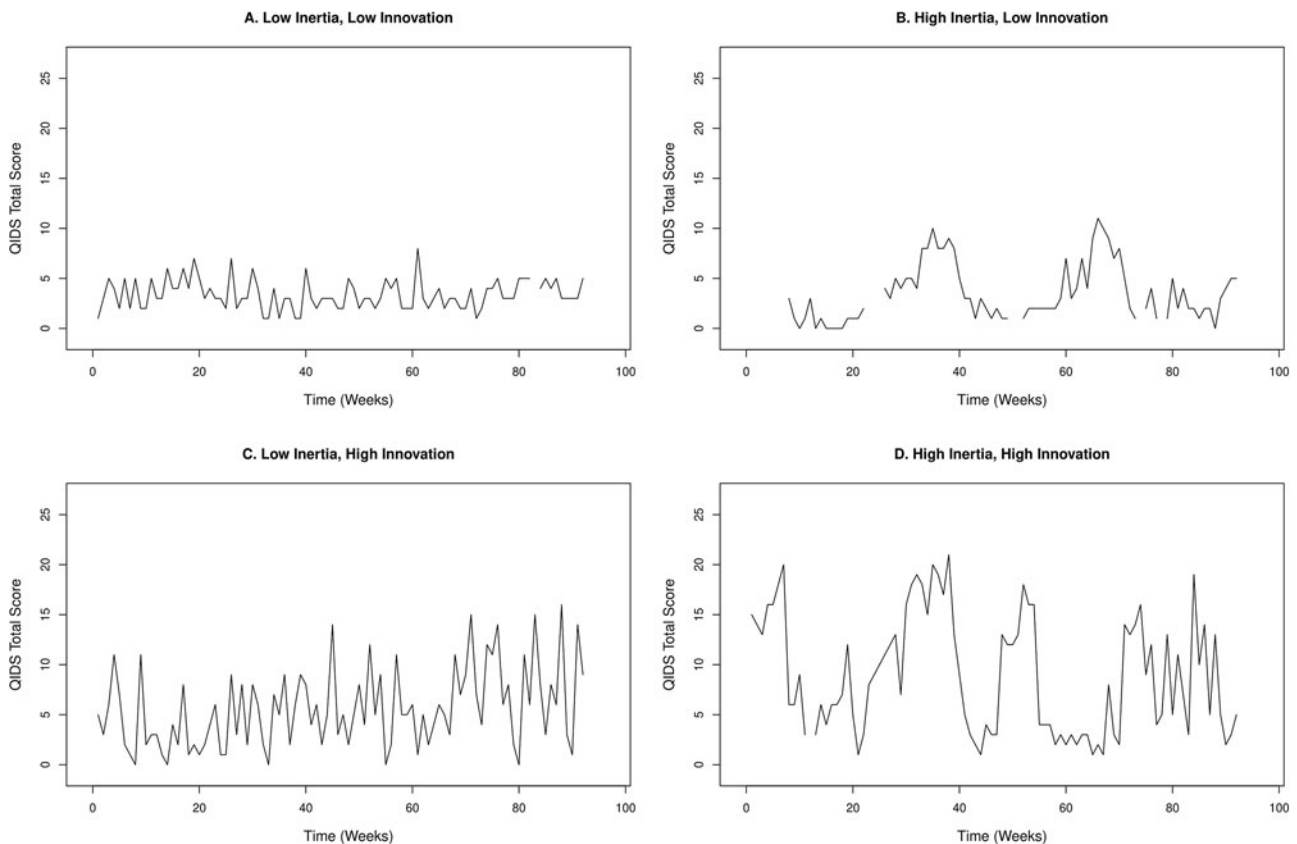 A. Low Inertia, Low Innovation
QIDS Total Score
25
20
15
10
5
0
0 20 40 60 80 100
Time (Weeks)
B. High Inertia, Low Innovation
QIDS Total Score
25
20
15
10
5
0
0 20 40 60 80 100
Time (Weeks)
C. Low Inertia, High Innovation
QIDS Total Score
25
20
15
10
5
0
0 20 40 60 80 100
Time (Weeks)
D. High Inertia, High Innovation
QIDS Total Score
25
20
15
10
5
0
0 20 40 60 80 100
Time (Weeks)